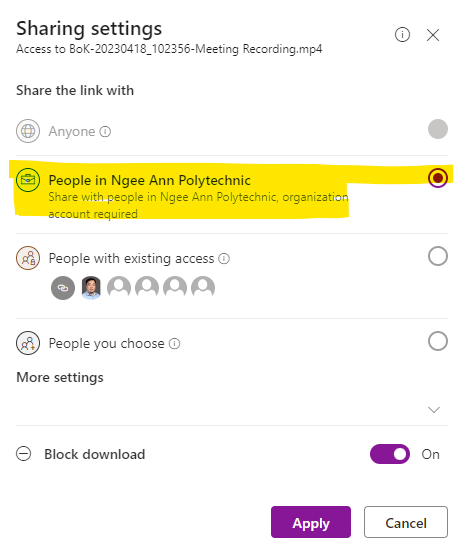 Sharing settings
Access to BoK-20230418_102356-Meeting Recording.mp4
Share the link with
Anyone
People in Ngee Ann Polytechnic
Share with people in Ngee Ann Polytechnic, organization
account required
People with existing access
People you choose
More settings
Block download On
Apply Cancel